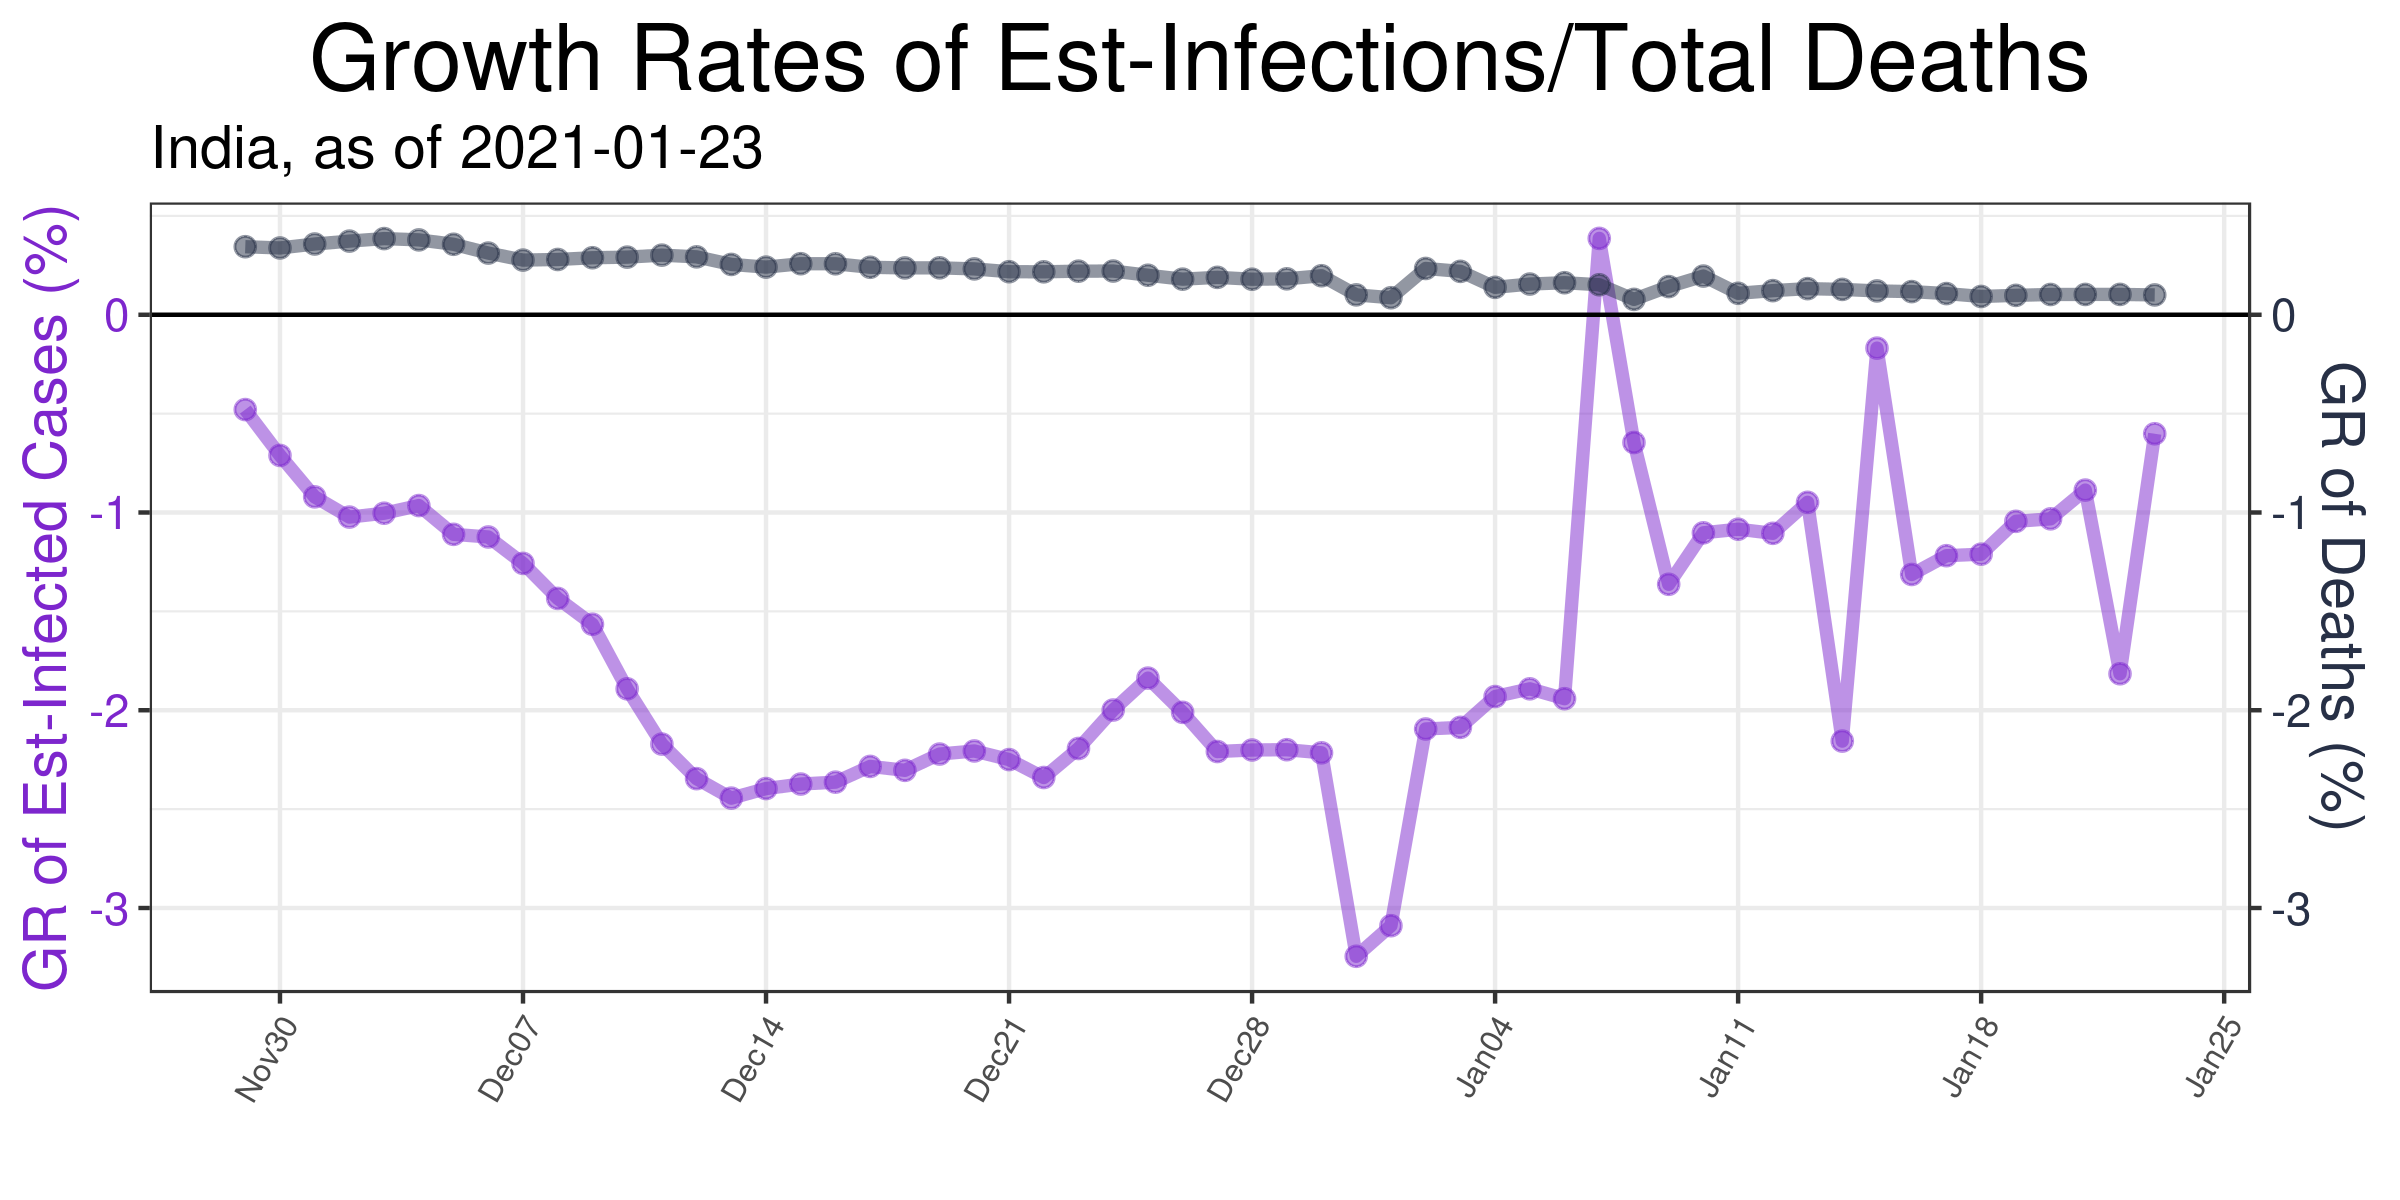 Growth Rates of Est-Infections/Total Deaths
India, as of 2021-01-23
GR of Est-Infected Cases (%)
0
-1
-2
-3
0
-1
-2
-3
GR of Deaths (%)
Nov30
Dec07
Dec14
Dec21
Dec28
Jan04
Jan11
Jan18
Jan25